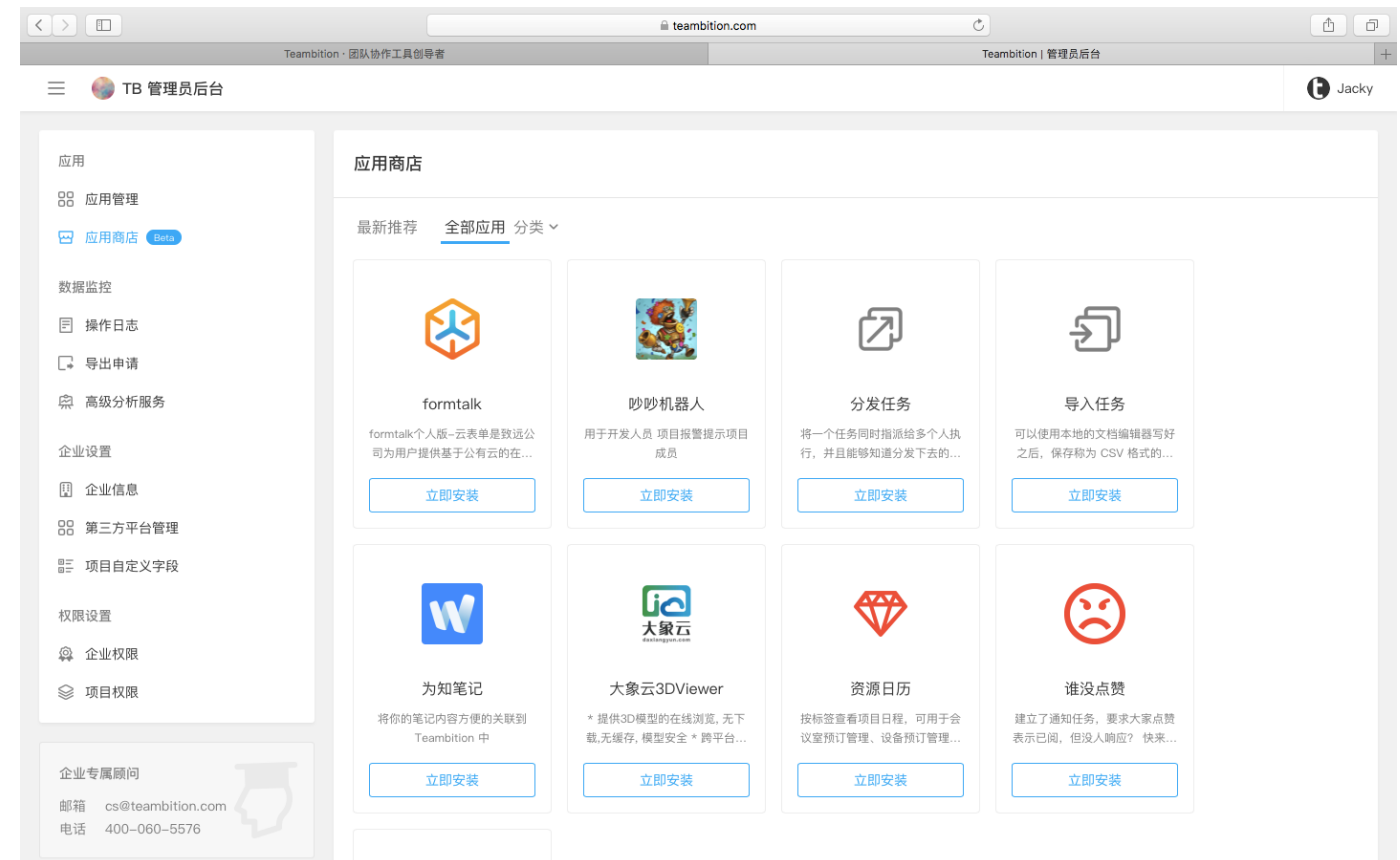 teambition.com
Teambition · 团队协作工具创导者
Teambition | 管理员后台
TB 管理员后台
Jacky
应用
应用管理
应用商店 Beta
数据监控
操作日志
导出申请
高级分析服务
企业设置
企业信息
第三方平台管理
项目自定义字段
权限设置
企业权限
项目权限
企业专属顾问
邮箱 cs@teambition.com
电话 400-060-5576
应用商店
最新推荐 全部应用 分类
formtalk
formtalk个人版-云表单是致远公
司为用户提供基于公有云的在...
立即安装
吵吵机器人
用于开发人员 项目报警提示项目
成员
立即安装
分发任务
将一个任务同时指派给多个人执
行，并且能够知道分发下去的...
立即安装
导入任务
可以使用本地的文档编辑器写好
之后，保存称为 CSV 格式的...
立即安装
为知笔记
将你的笔记内容方便的关联到
Teambition 中
立即安装
大象云
daxiangyun.com
大象云3DViewer
* 提供3D模型的在线浏览, 无下
载,无缓存, 模型安全 * 跨平台...
立即安装
资源日历
按标签查看项目日程，可用于会
议室预订管理、设备预订管理...
立即安装
谁没点赞
建立了通知任务，要求大家点赞
表示已阅，但没人响应？ 快来...
立即安装